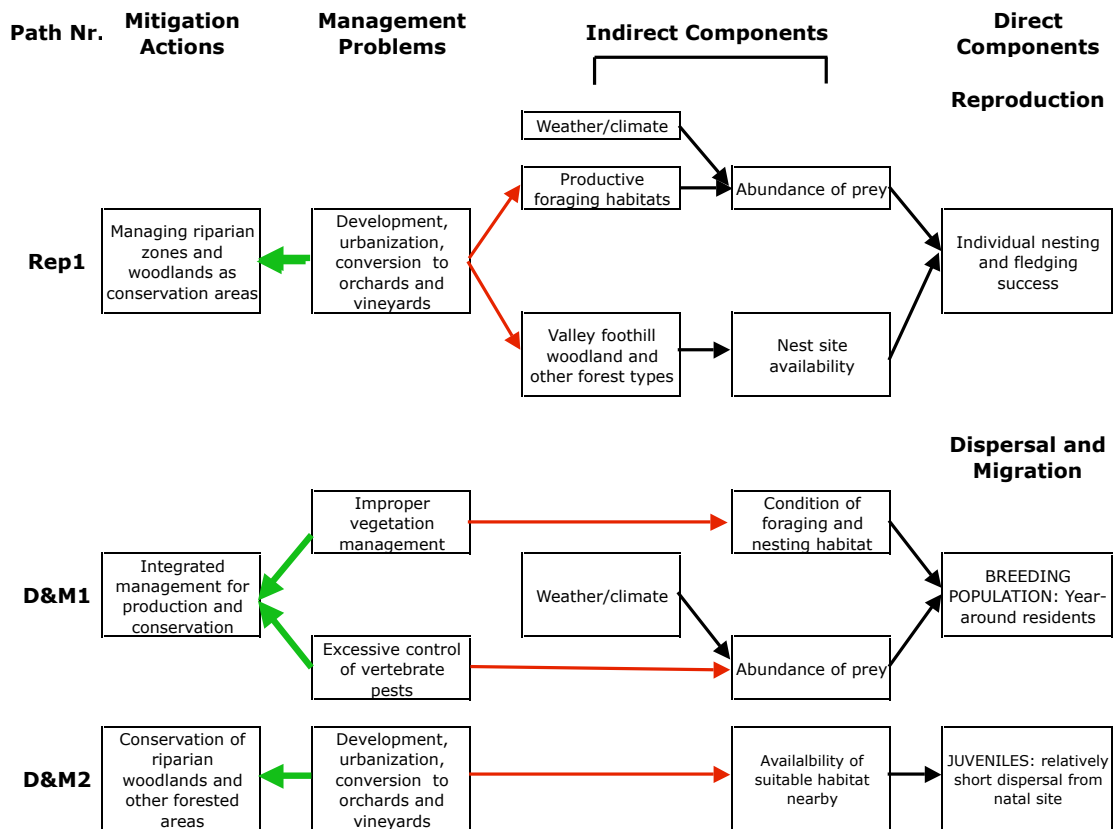 Path Nr.
Mitigation
Actions
Management
Problems
Indirect Components
Direct
Components
Reproduction
Rep1
Managing riparian
zones and
woodlands as
conservation areas
Development,
urbanization,
conversion to
orchards and
vineyards
Weather/climate
Productive
foraging habitats
Abundance of prey
Valley foothill
woodland and
other forest types
Nest site
availability
Individual nesting
and fledging
success
Dispersal and
Migration
D&M1
Integrated
management for
production and
conservation
Improper
vegetation
management
Excessive control
of vertebrate
pests
Weather/climate
Condition of
foraging and
nesting habitat
Abundance of prey
BREEDING
POPULATION: Year-
around residents
D&M2
Conservation of
riparian
woodlands and
other forested
areas
Development,
urbanization,
conversion to
orchards and
vineyards
Availalbility of
suitable habitat
nearby
JUVENILES: relatively
short dispersal from
natal site